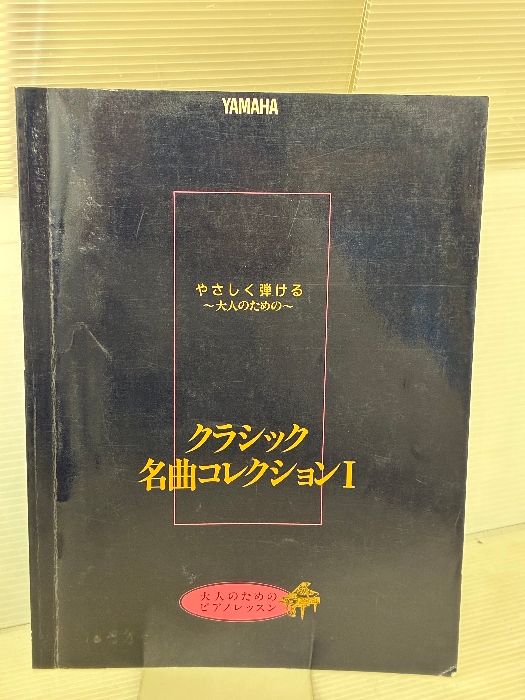 YAMAHA
やさしく弾ける
～大人のための～
クラシック
名曲コレクションI
大人のための
ピアノレッスン